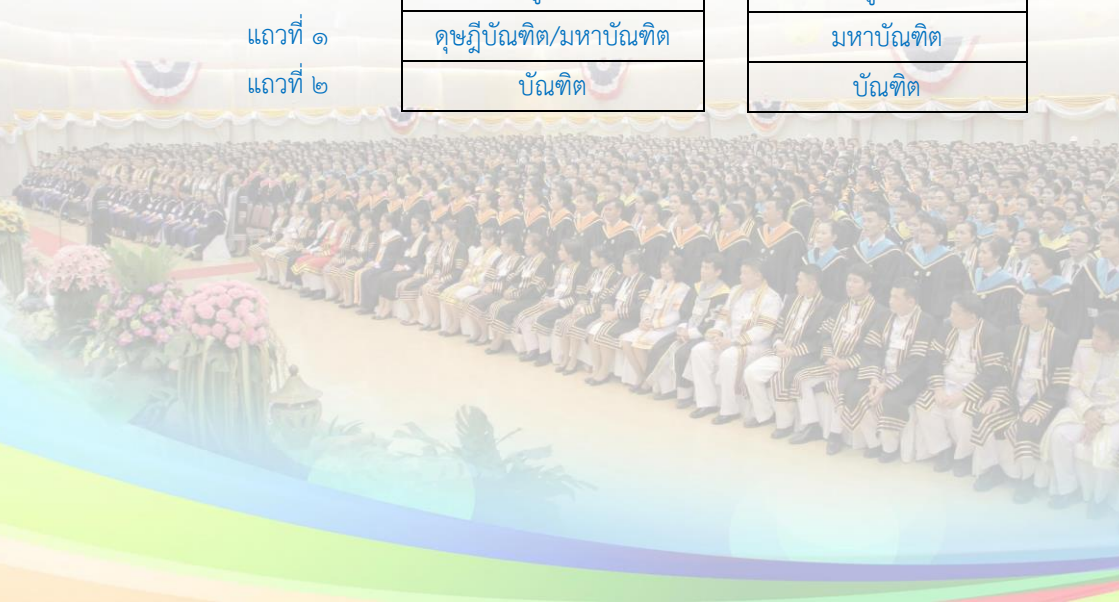 แถวที่ ๑ ดุษฎีบัณฑิต/มหาบัณฑิต มหาบัณฑิต
แถวที่ ๒ บัณฑิต บัณฑิต